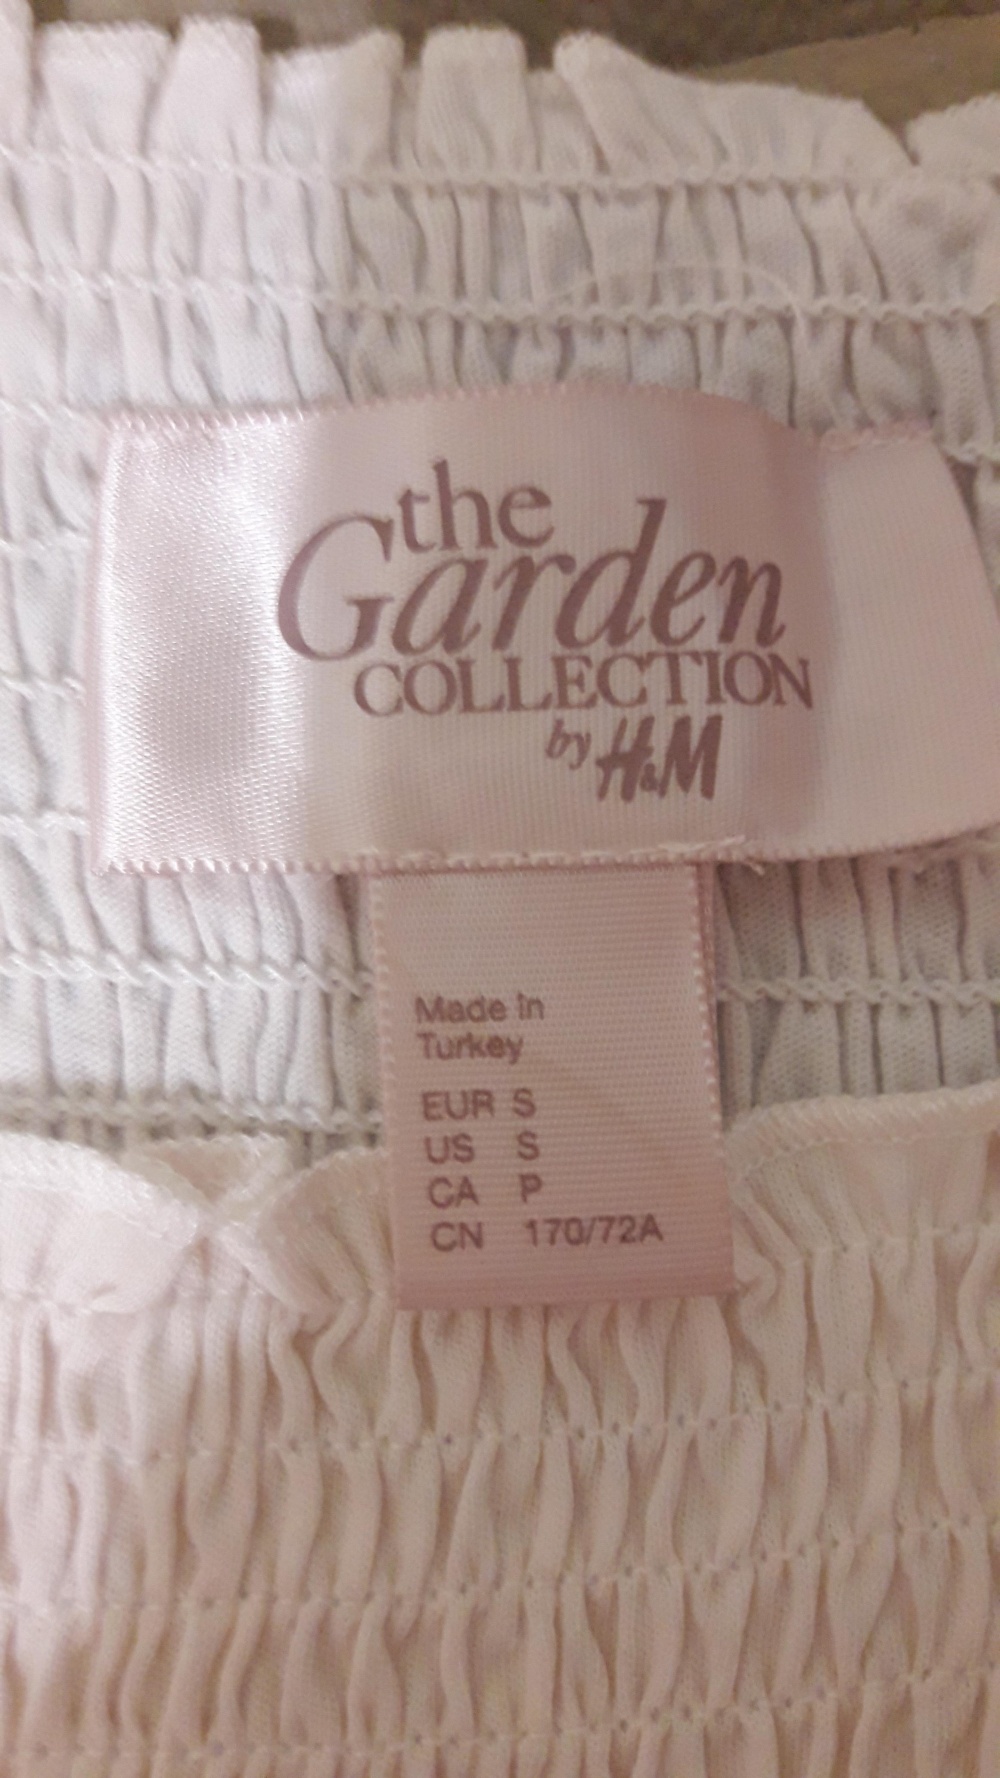 the
Garden
COLLECTION
by H&M
Made in
Turkey
EUR S
US S
CA P
CN 170/72A